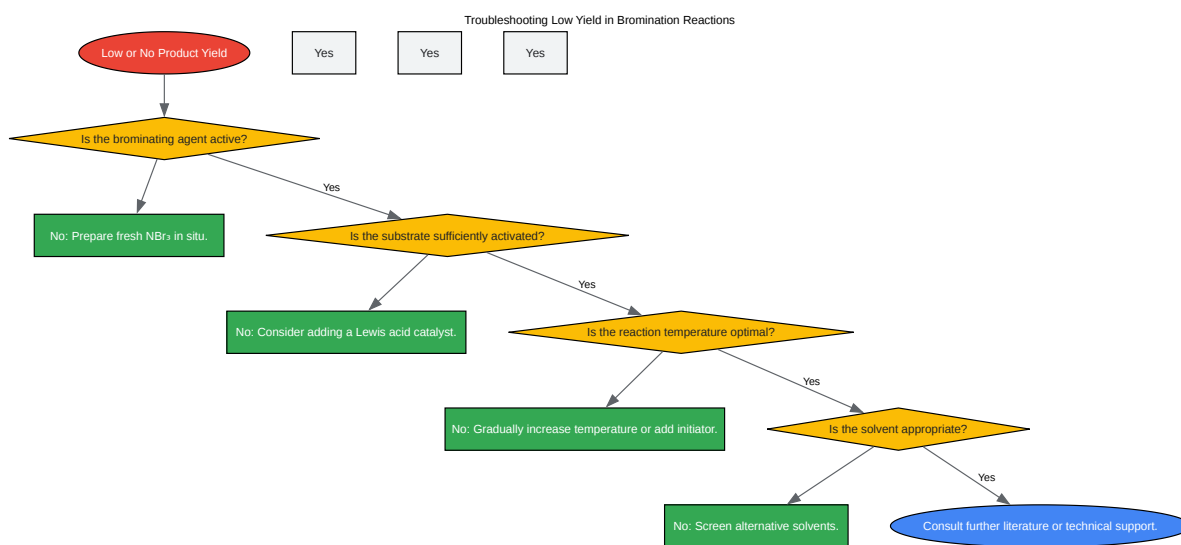 Troubleshooting Low Yield in Bromination Reactions
Low or No Product Yield
Yes
Yes
Yes
Is the brominating agent active?
Yes
No: Prepare fresh NBr₃ in situ.
Is the substrate sufficiently activated?
Yes
No: Consider adding a Lewis acid catalyst.
Is the reaction temperature optimal?
Yes
No: Gradually increase temperature or add initiator.
Is the solvent appropriate?
Yes
No: Screen alternative solvents.
Consult further literature or technical support.